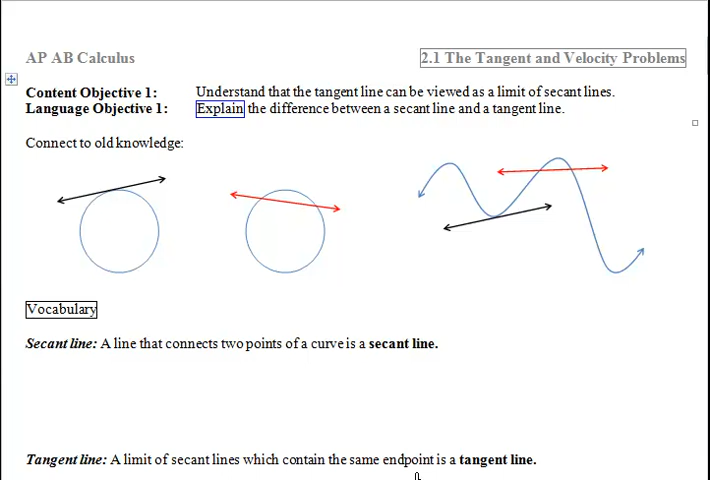 AP AB Calculus 2.1 The Tangent and Velocity Problems
Content Objective 1: Understand that the tangent line can be viewed as a limit of secant lines.
Language Objective 1: Explain the difference between a secant line and a tangent line.
Connect to old knowledge:
Vocabulary
Secant line: A line that connects two points of a curve is a secant line.
Tangent line: A limit of secant lines which contain the same endpoint is a tangent line.